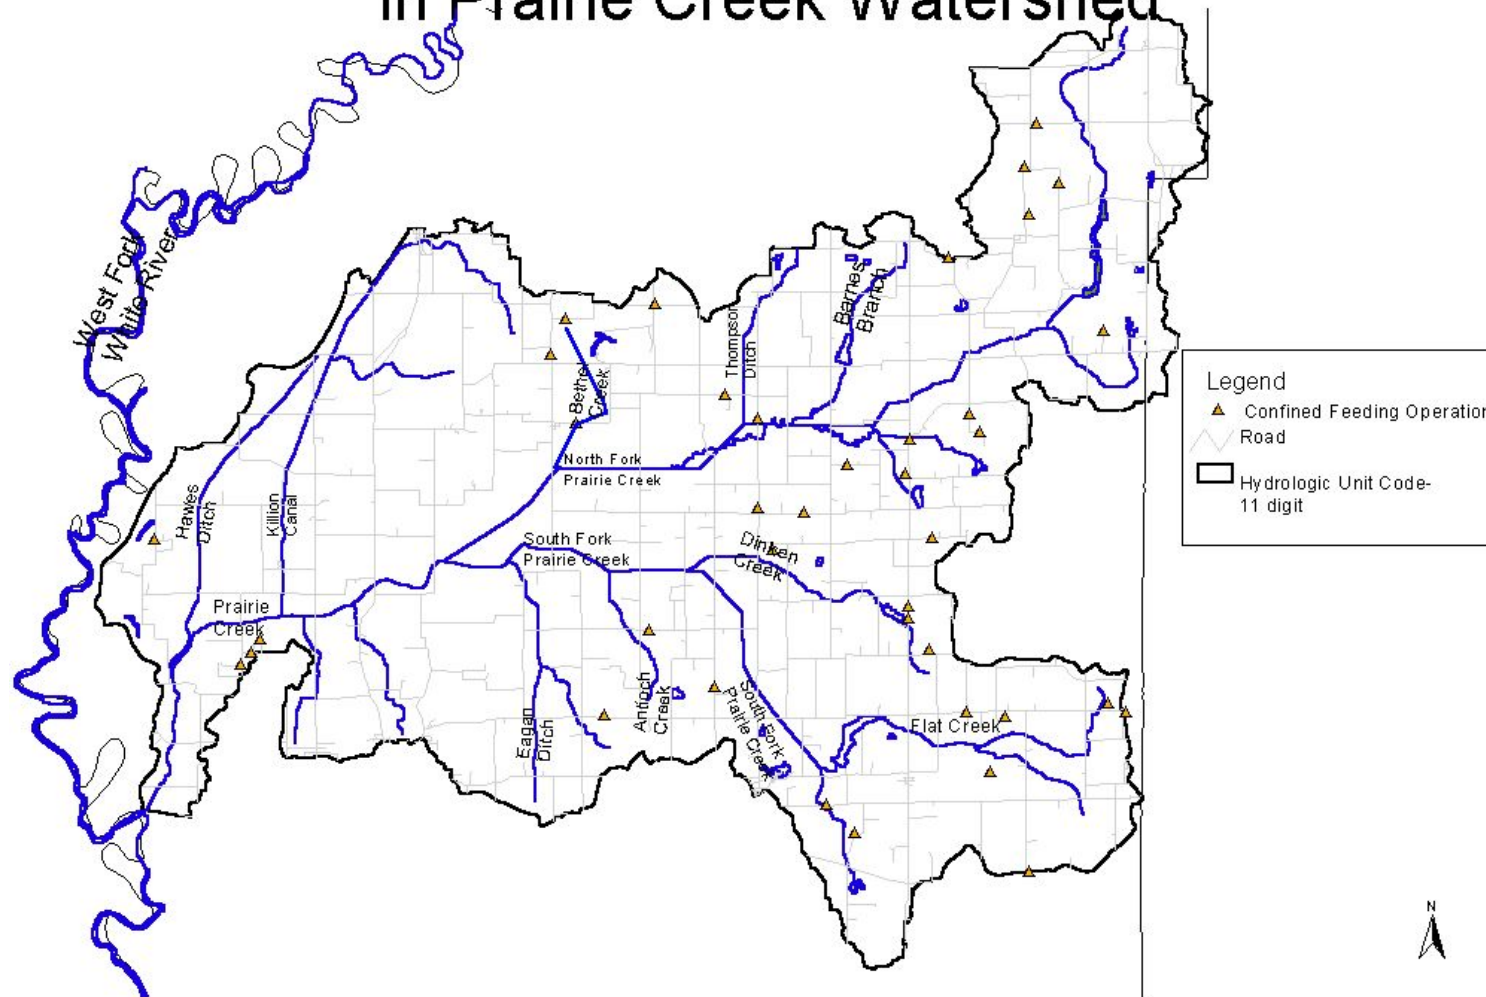 in Prairie Creek Watershed
West Fork
White River
Barnes
Branch
Thompson
Ditch
Bethel
Creek
Legend
Confined Feeding Operation
Road
Hydrologic Unit Code-
11 digit
North Fork
Prairie Creek
Hawes
Ditch
Killion
Canal
South Fork
Prairie Creek
Dinken
Creek
Prairie
Creek
Antioch
Creek
South Fork
Prairie Creek
Eagan
Ditch
Flat Creek
N